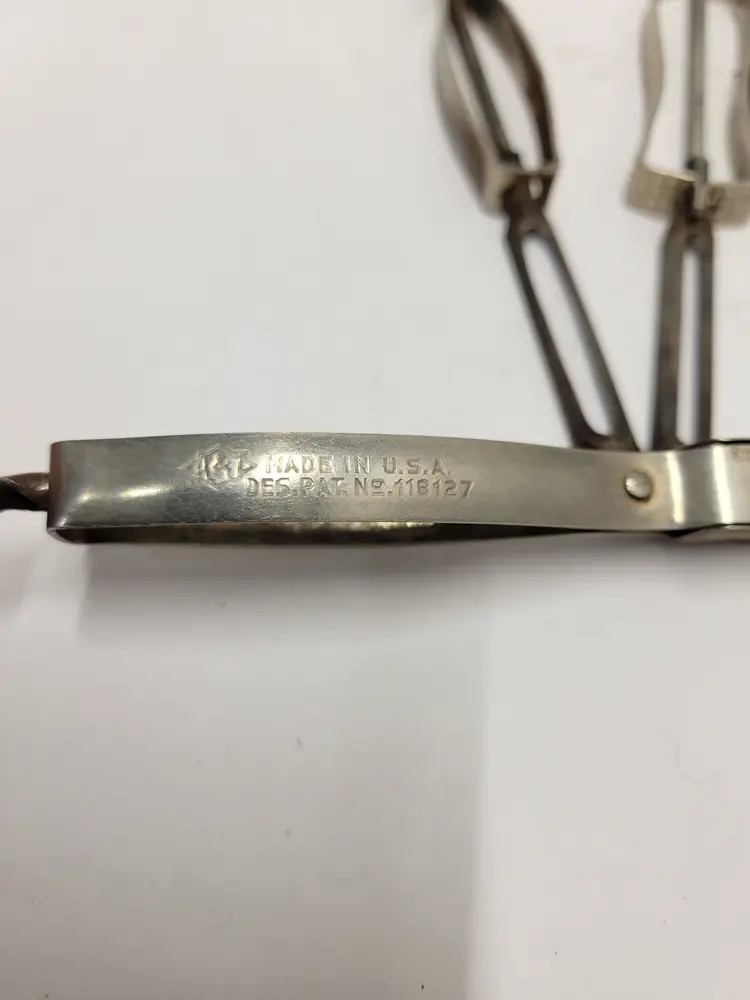 MADE IN U.S.A.
DES. PAT. Nº. 118127